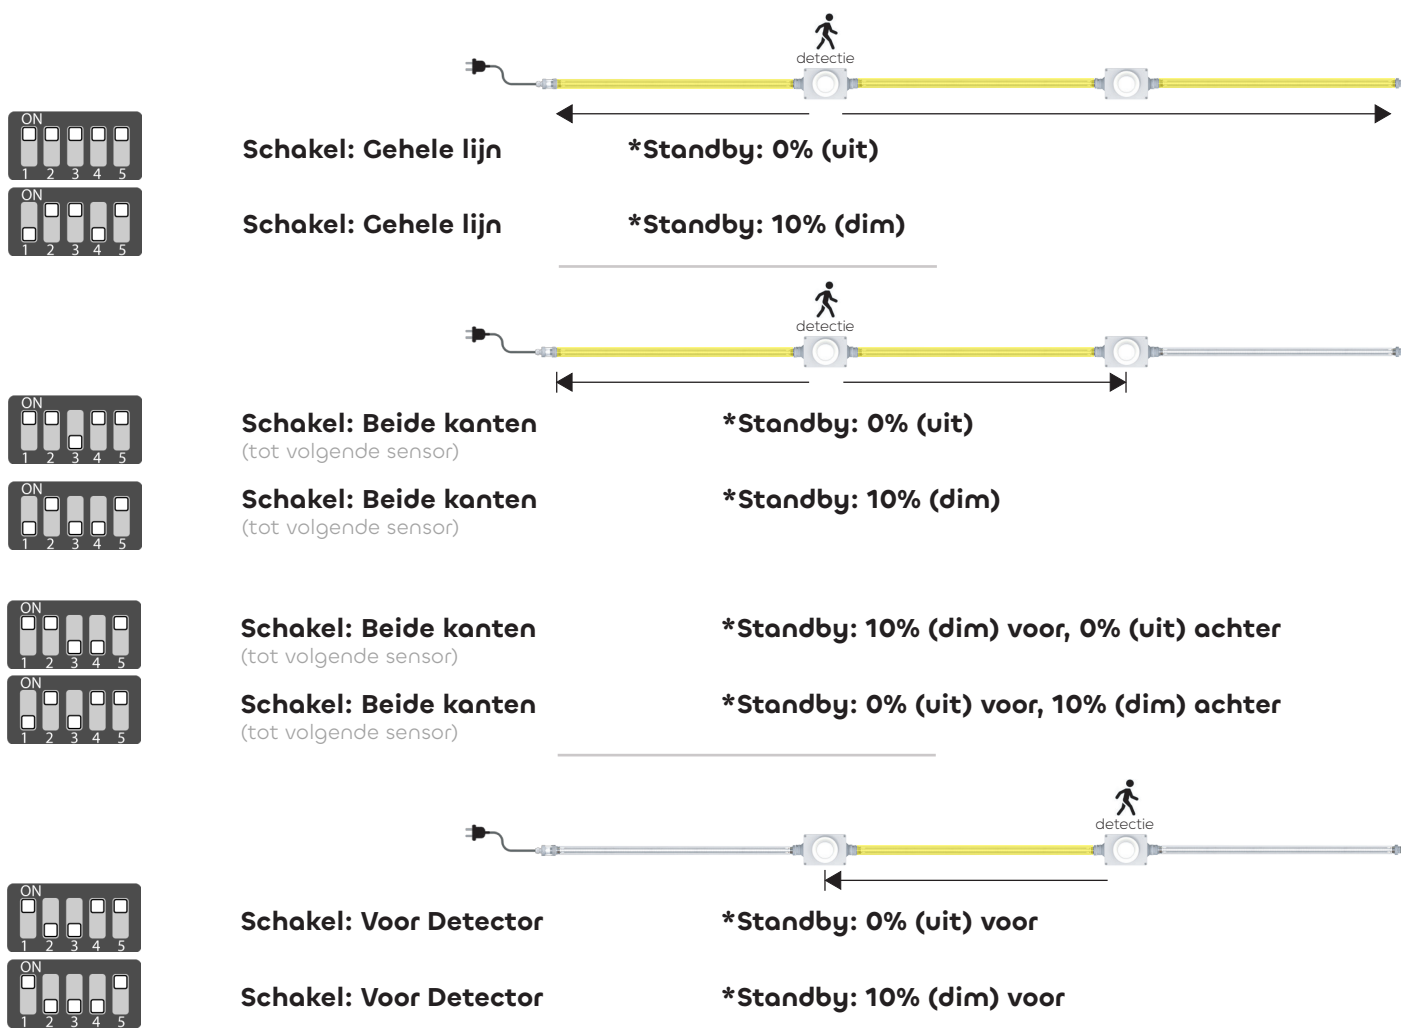 detectie
ON
1 2 3 4 5
Schakel: Gehele lijn *Standby: 0% (uit)
ON
1 2 3 4 5
Schakel: Gehele lijn *Standby: 10% (dim)
detectie
ON
1 2 3 4 5
Schakel: Beide kanten *Standby: 0% (uit)
(tot volgende sensor)
ON
1 2 3 4 5
Schakel: Beide kanten *Standby: 10% (dim)
(tot volgende sensor)
ON
1 2 3 4 5
Schakel: Beide kanten *Standby: 10% (dim) voor, 0% (uit) achter
(tot volgende sensor)
ON
1 2 3 4 5
Schakel: Beide kanten *Standby: 0% (uit) voor, 10% (dim) achter
(tot volgende sensor)
detectie
ON
1 2 3 4 5
Schakel: Voor Detector *Standby: 0% (uit) voor
ON
1 2 3 4 5
Schakel: Voor Detector *Standby: 10% (dim) voor